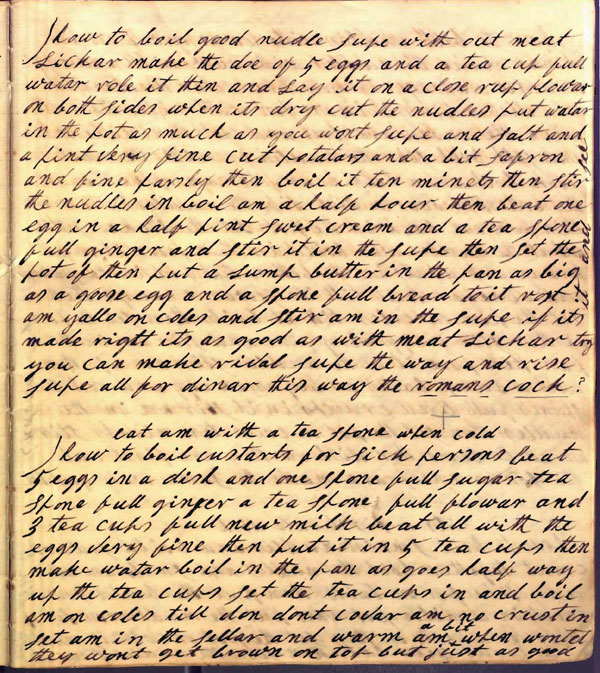 how to boil good nudle supe with out meat
Lickar make the doe of 5 eggs and a tea cup full
watar role it thin and lay it on a close rup flowar
on both sides when its dry cut the nudles put watar
in the pot as much as you wont supe and salt and
a pint very fine cut potatars and a bit safron
and fine parsly then boil it ten minets then stir
the nudles in boil am a half hour then beat one
egg in a half pint swet cream and a tea spone
full ginger and stir it in the supe then set the
pot of then put a lump butter in the pan as big
as a goose egg and a spone full bread to it rost
am yallo on coles and stir am in the supe if its
made right its as good as with meat Lickar try
it and see
you can make rival supe the way and rise
supe all for dinar this way the romans cock ?
eat am with a tea spone when cold
how to boil custarts for sick persons beat
5 eggs in a dish and one spone full sugar tea
spone full ginger a tea spone full flowar and
3 tea cups full new milk beat all with the
eggs very fine then put it in 5 tea cups then
make watar boil in the pan as goes half way
up the tea cups set the tea cups in and boil
am on coles till don dont covar am no crust in
set am in the sellar and warm am a bit when wontet
they wont get brown on top but just as good